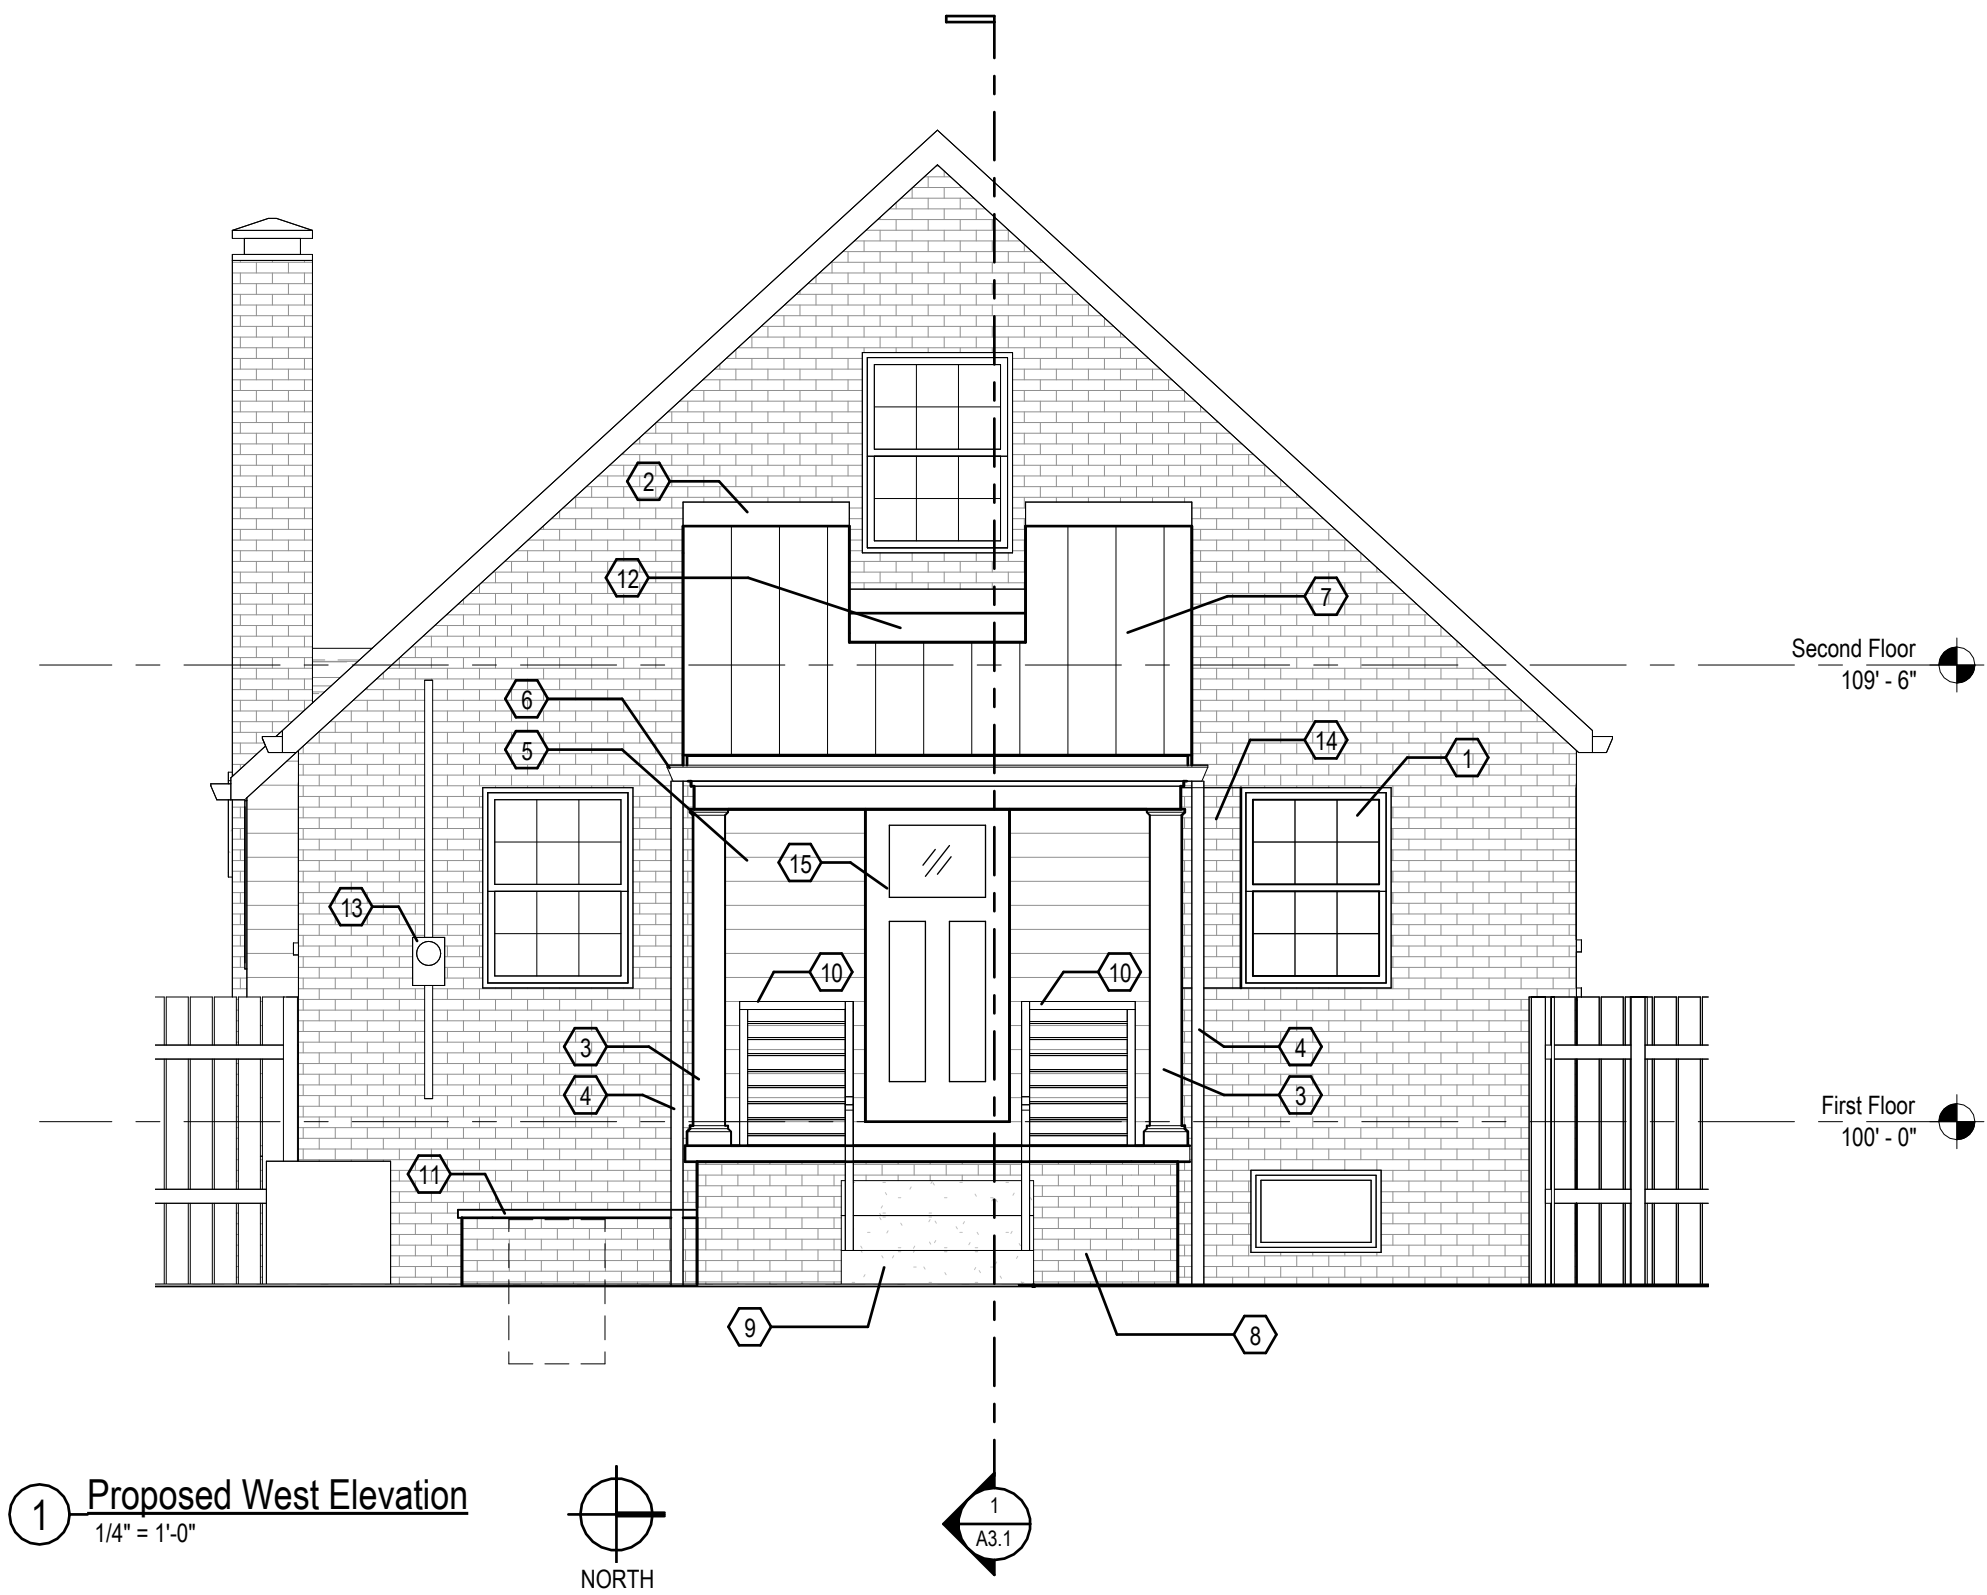 2
12
7
Second Floor
109' - 6"
6
5
14
1
15
13
10
10
3
4
4
3
First Floor
100' - 0"
11
9
8
1
Proposed West Elevation
1/4" = 1'-0"
NORTH
1
A3.1